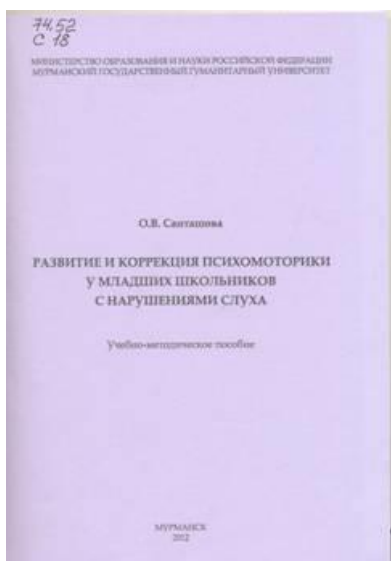 74.52
С 18
МИНИСТЕРСТВО ОБРАЗОВАНИЯ И НАУКИ РОССИЙСКОЙ ФЕДЕРАЦИИ
МУРМАНСКИЙ ГОСУДАРСТВЕННЫЙ ГУМАНИТАРНЫЙ УНИВЕРСИТЕТ
О.В. Санташова
РАЗВИТИЕ И КОРРЕКЦИЯ ПСИХОМОТОРИКИ
У МЛАДШИХ ШКОЛЬНИКОВ
С НАРУШЕНИЯМИ СЛУХА
Учебно-методическое пособие
МУРМАНСК
2012